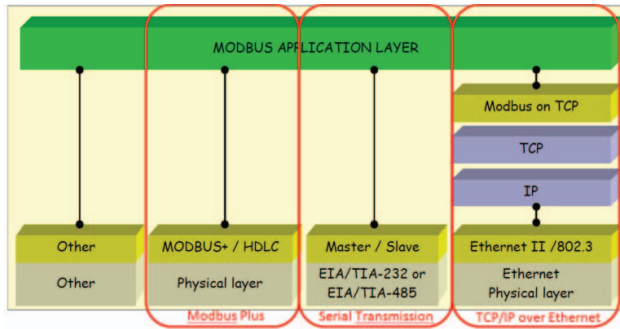 MODBUS APPLICATION LAYER
Modbus on TCP
TCP
IP
Other
MODBUS+ / HDLC
Master / Slave
Ethernet II /802.3
Other
Physical layer
EIA/TIA-232 or
EIA/TIA-485
Ethernet
Physical layer
Modbus Plus
Serial Transmission
TCP/IP over Ethernet